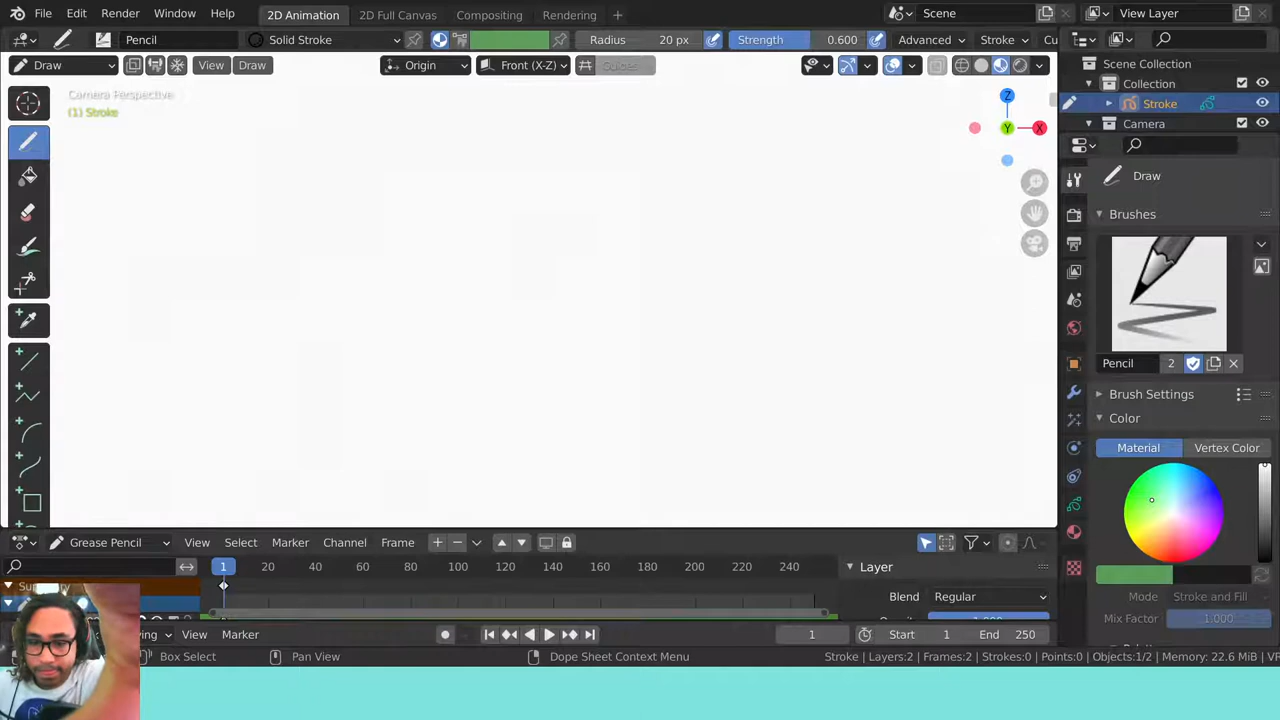 File Edit Render Window Help 2D Animation 2D Full Canvas Compositing Rendering Scene View Layer
Pencil Solid Stroke Radius 20 px Strength 0.600 Advanced Stroke Cu
Draw View Draw Origin Front (X-Z) Guides
Scene Collection
Collection
Stroke
Camera
Camera Perspective
(1) Stroke
Z
Y
X
Draw
Brushes
Pencil 2
Brush Settings
Color
Material Vertex Color
Mode Stroke and Fill
Mix Factor 1.000
Grease Pencil View Select Marker Channel Frame
1 20 40 60 80 100 120 140 160 180 200 220 240
Layer
Blend Regular
View Marker 1 Start 1 End 250
Box Select Pan View Dope Sheet Context Menu Stroke | Layers:2 | Frames:2 | Strokes:0 | Points:0 | Objects:1/2 | Memory: 22.6 MiB | VR